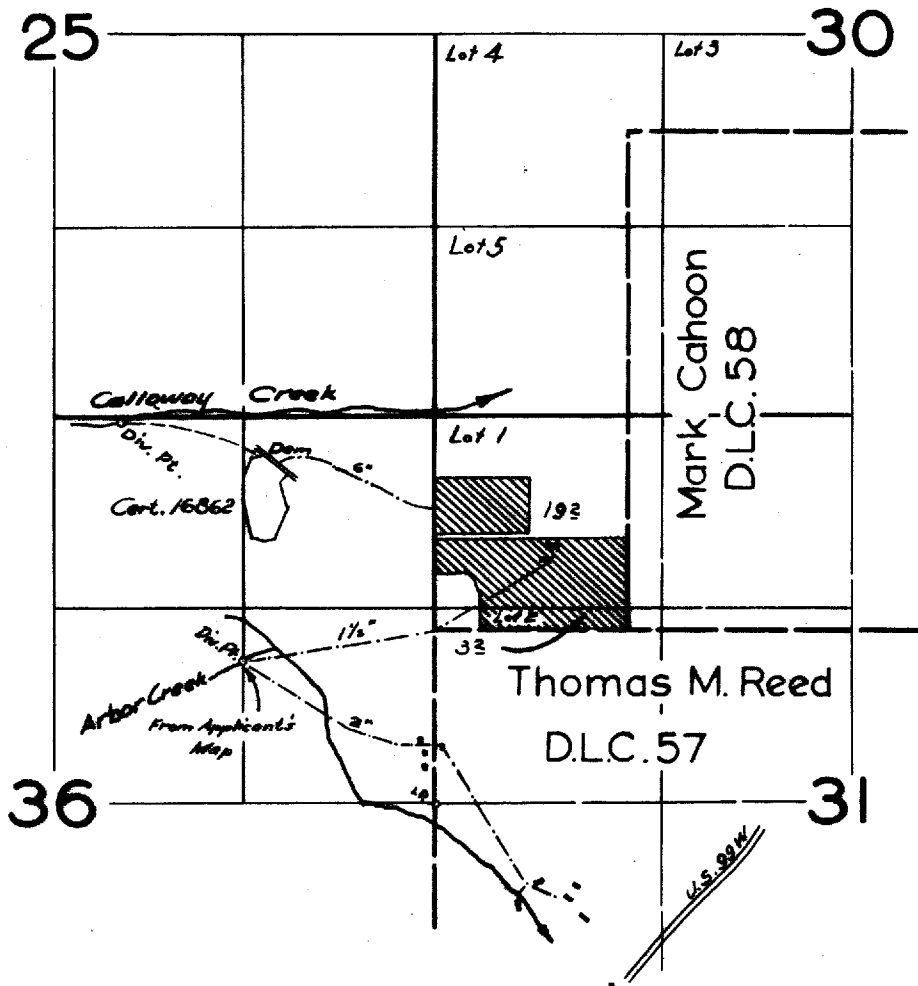 25
30
Lot 4
Lot 3
Lot 5
Mark Cahoon
D.L.C. 58
Callaway Creek
Lot 1
Div. Pt.
Dam
6"
Cert. 16862
19.2
1½"
Lot 2
3.2
Div. Pt.
Arbor Creek
From Applicant's
Map
2"
Thomas M. Reed
D.L.C. 57
36
31
U.S. 99W